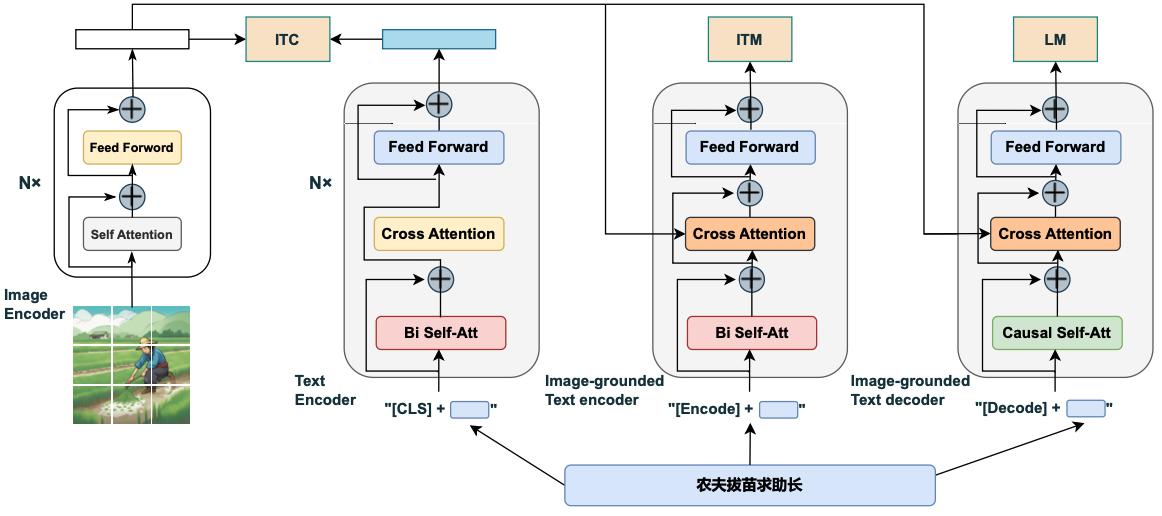 ITC
ITM
LM
Feed Forword
Self Attention
N×
Image
Encoder
N×
Feed Forward
Cross Attention
Bi Self-Att
Text
Encoder
"[CLS] + "
Feed Forward
Cross Attention
Bi Self-Att
Image-grounded
Text encoder
"[Encode] + "
Feed Forward
Cross Attention
Causal Self-Att
Image-grounded
Text decoder
"[Decode] + "
农夫拔苗求助长